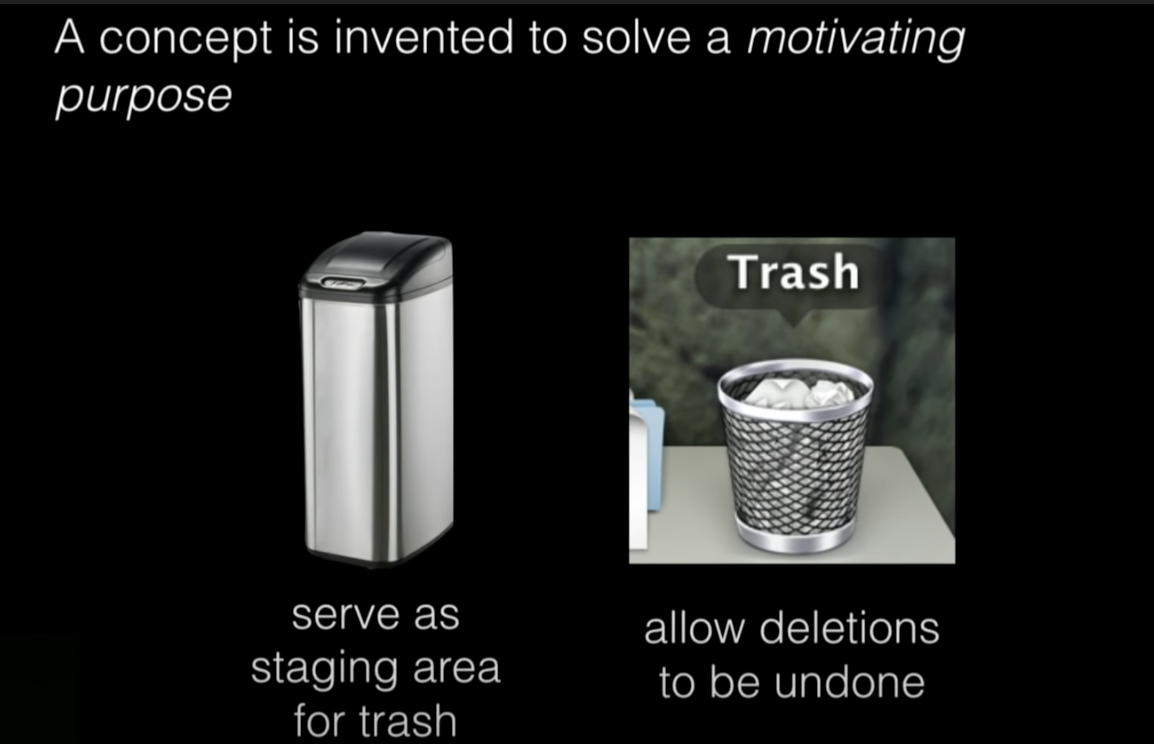 A concept is invented to solve a motivating
purpose
Trash
serve as
staging area
for trash
allow deletions
to be undone